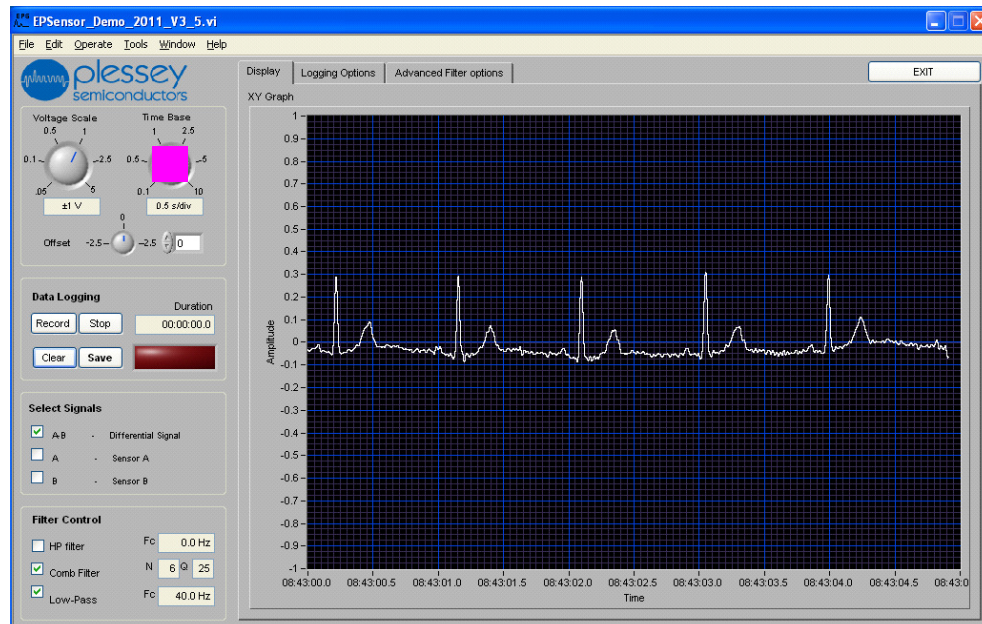 EPSensor_Demo_2011_V3_5.vi
File Edit Operate Tools Window Help
plessey
semiconductors
Voltage Scale Time Base
0.5 1 1 2.5
0.1 2.5 0.5 5
.05 5 0.1 10
±1 V 0.5 s/div
0
Offset -2.5 2.5 0
Data Logging
Duration
Record Stop 00:00:00.0
Clear Save
Select Signals
A-B - Differential Signal
A - Sensor A
B - Sensor B
Filter Control
HP filter Fc 0.0 Hz
Comb Filter N 6 Q 25
Low-Pass Fc 40.0 Hz
Display Logging Options Advanced Filter options EXIT
XY Graph
Amplitude
1
0.9
0.8
0.7
0.6
0.5
0.4
0.3
0.2
0.1
0
-0.1
-0.2
-0.3
-0.4
-0.5
-0.6
-0.7
-0.8
-0.9
-1
08:43:00.0 08:43:00.5 08:43:01.0 08:43:01.5 08:43:02.0 08:43:02.5 08:43:03.0 08:43:03.5 08:43:04.0 08:43:04.5 08:43:0
Time